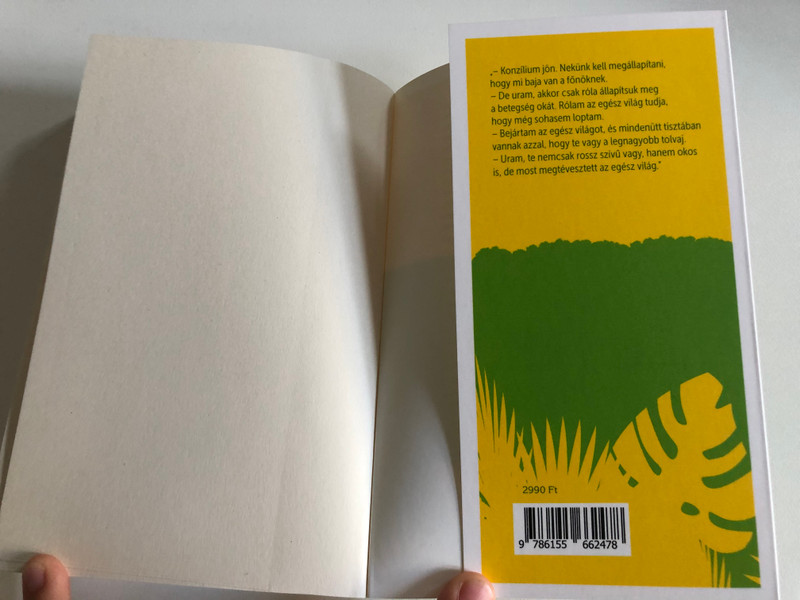 „– Konzílium jön. Nekünk kell megállapítani,
hogy mi baja van a főnöknek.
– De uram, akkor csak róla állapítsuk meg
a betegség okát. Rólam az egész világ tudja,
hogy még sohasem loptam.
– Bejártam az egész világot, és mindenütt tisztában
vannak azzal, hogy te vagy a legnagyobb tolvaj.
– Uram, te nemcsak rossz szívű vagy, hanem okos
is, de most megtévesztett az egész világ.”
2990 Ft
9 786155 662478